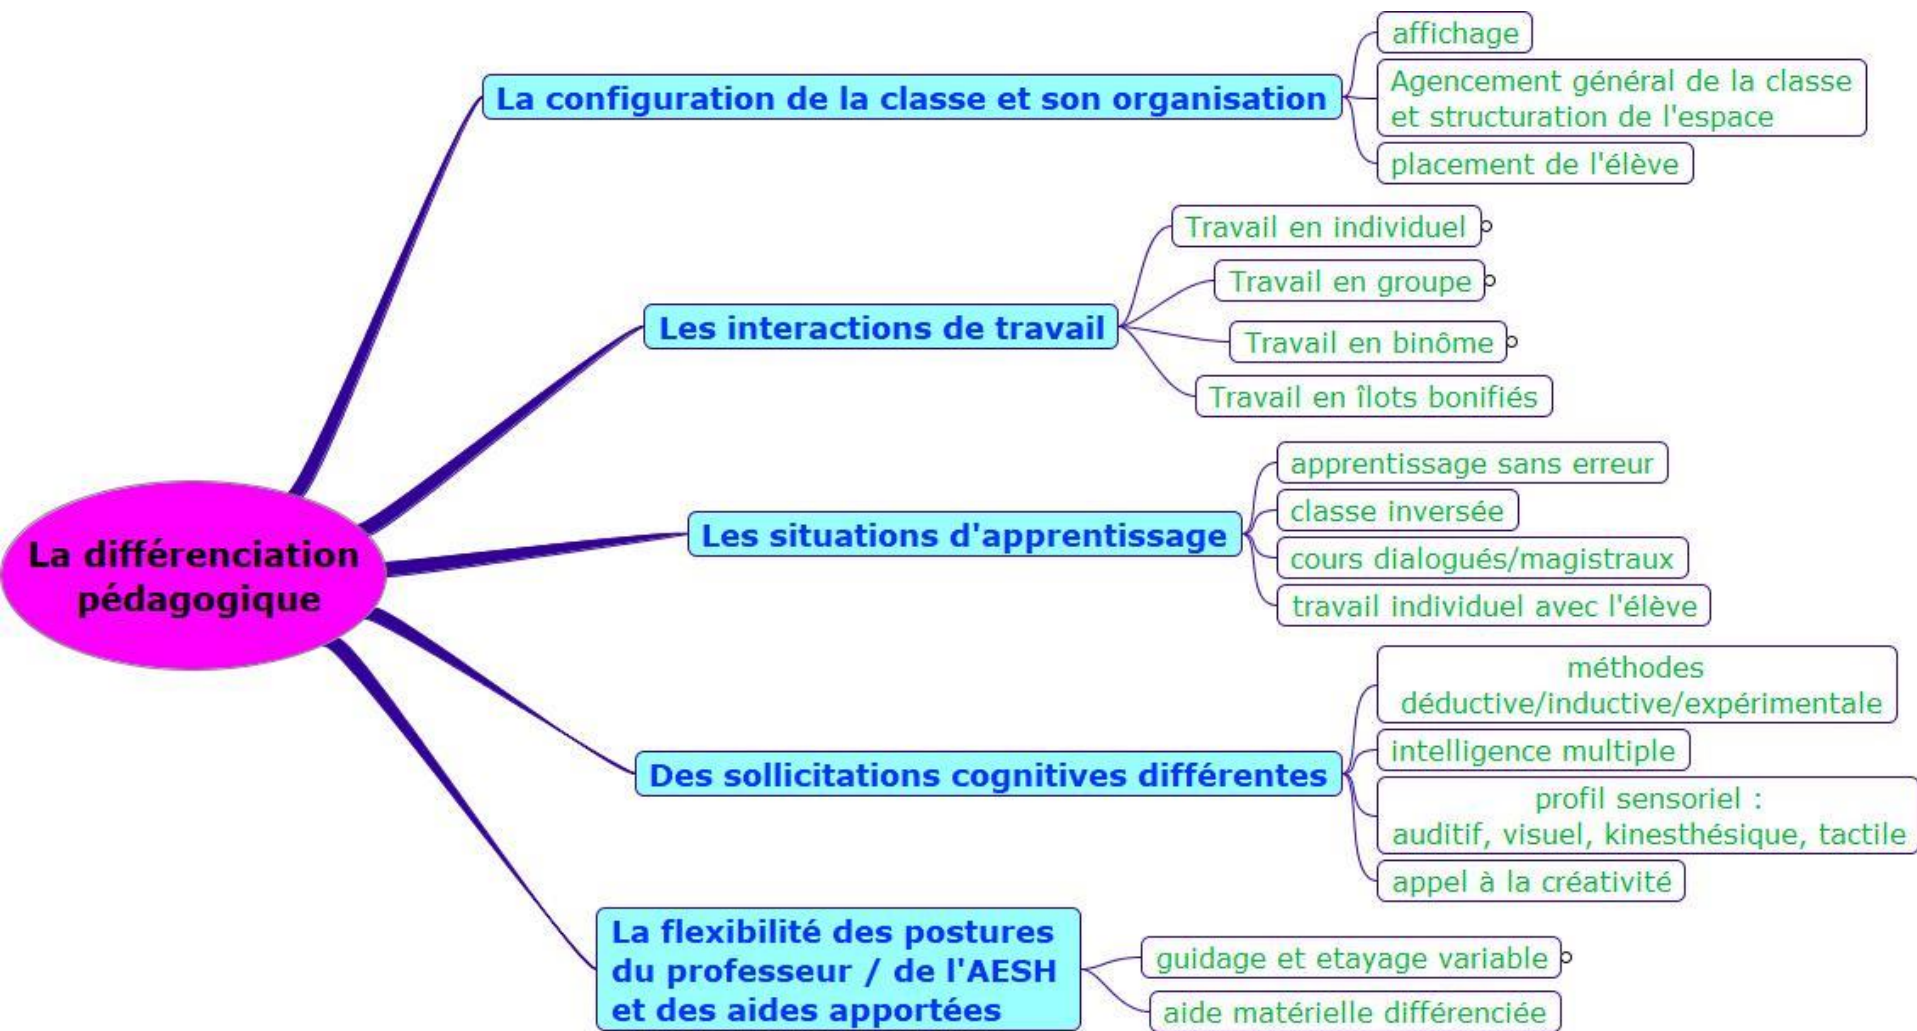 La différenciation
pédagogique
La configuration de la classe et son organisation
affichage
Agencement général de la classe
et structuration de l'espace
placement de l'élève
Les interactions de travail
Travail en individuel
Travail en groupe
Travail en binôme
Travail en îlots bonifiés
Les situations d'apprentissage
apprentissage sans erreur
classe inversée
cours dialogués/magistraux
travail individuel avec l'élève
Des sollicitations cognitives différentes
méthodes
déductive/inductive/expérimentale
intelligence multiple
profil sensoriel :
auditif, visuel, kinesthésique, tactile
appel à la créativité
La flexibilité des postures
du professeur / de l'AESH
et des aides apportées
guidage et etayage variable
aide matérielle différenciée